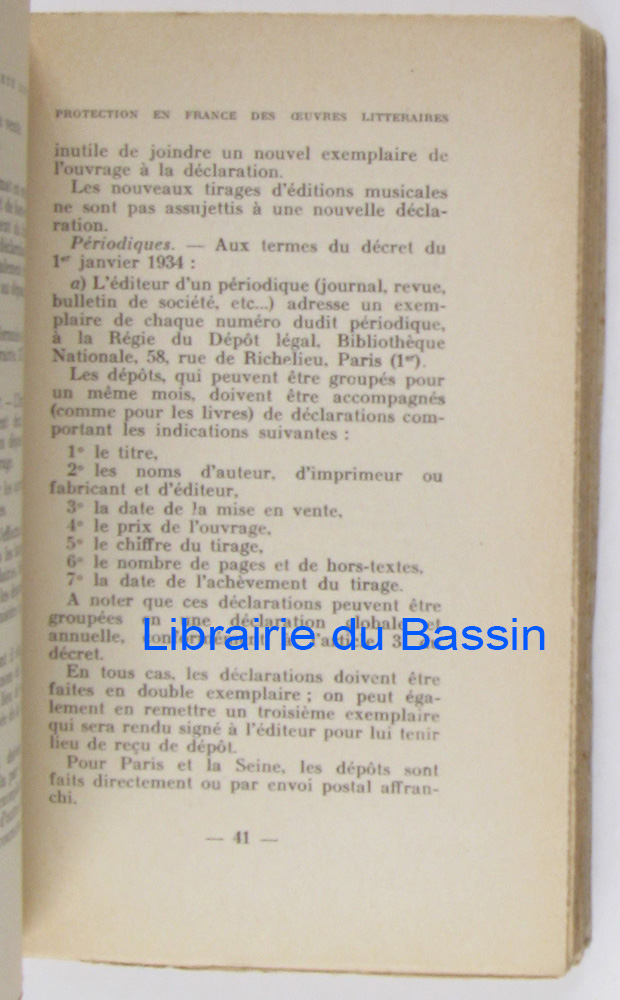 PROTECTION EN FRANCE DES ŒUVRES LITTERAIRES
inutile de joindre un nouvel exemplaire de
l'ouvrage à la déclaration.
Les nouveaux tirages d'éditions musicales
ne sont pas assujettis à une nouvelle décla-
ration.
Périodiques. — Aux termes du décret du
1er janvier 1934 :
a) L'éditeur d'un périodique (journal, revue,
bulletin de société, etc...) adresse un exem-
plaire de chaque numéro dudit périodique,
à la Régie du Dépôt légal, Bibliothèque
Nationale, 58, rue de Richelieu, Paris (1er).
Les dépôts, qui peuvent être groupés pour
un même mois, doivent être accompagnés
(comme pour les livres) de déclarations com-
portant les indications suivantes :
1° le titre,
2° les noms d'auteur, d'imprimeur ou
fabricant et d'éditeur,
3° la date de la mise en vente,
4° le prix de l'ouvrage,
5° le chiffre du tirage,
6° le nombre de pages et de hors-textes,
7° la date de l'achèvement du tirage.
A noter que ces déclarations peuvent être
groupées en une déclaration globale et
annuelle, conformément à l'article 3 du
décret.
Librairie du Bassin
En tous cas, les déclarations doivent être
faites en double exemplaire ; on peut éga-
lement en remettre un troisième exemplaire
qui sera rendu signé à l'éditeur pour lui tenir
lieu de reçu de dépôt.
Pour Paris et la Seine, les dépôts sont
faits directement ou par envoi postal affran-
chi.
— 41 —